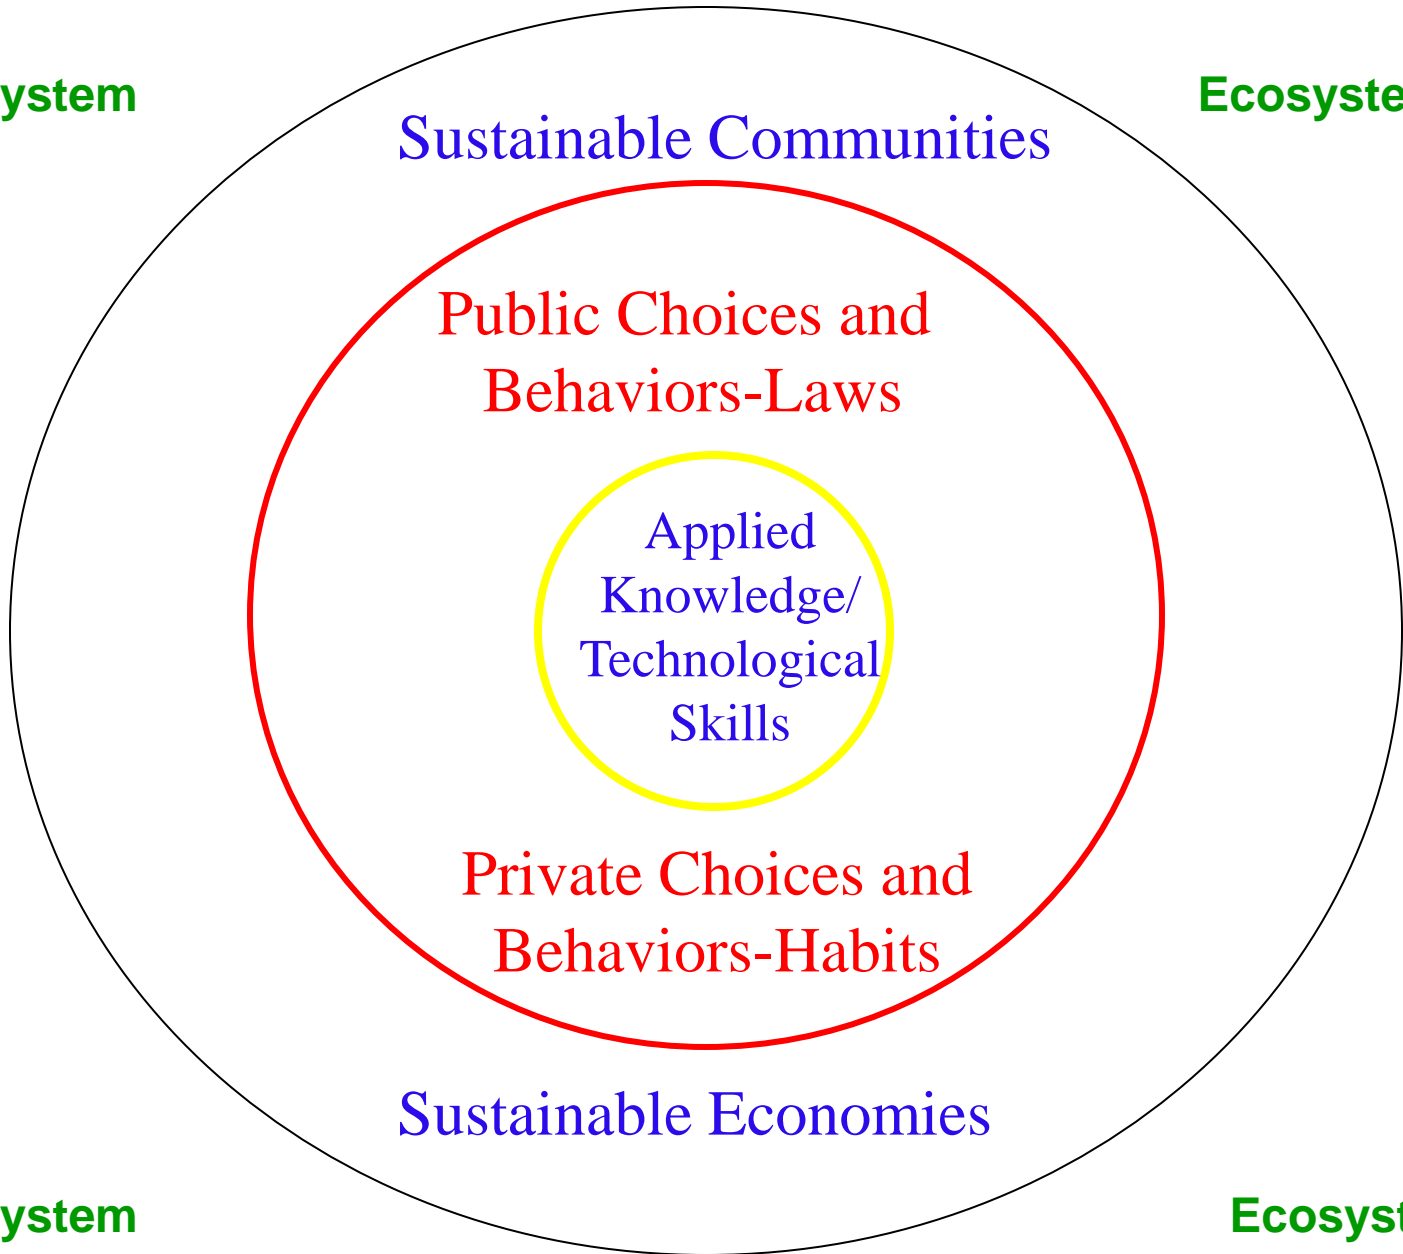 ystem
Ecosyste
Sustainable Communities
Public Choices and
Behaviors-Laws
Applied
Knowledge/
Technological
Skills
Private Choices and
Behaviors-Habits
Sustainable Economies
ystem
Ecosyst